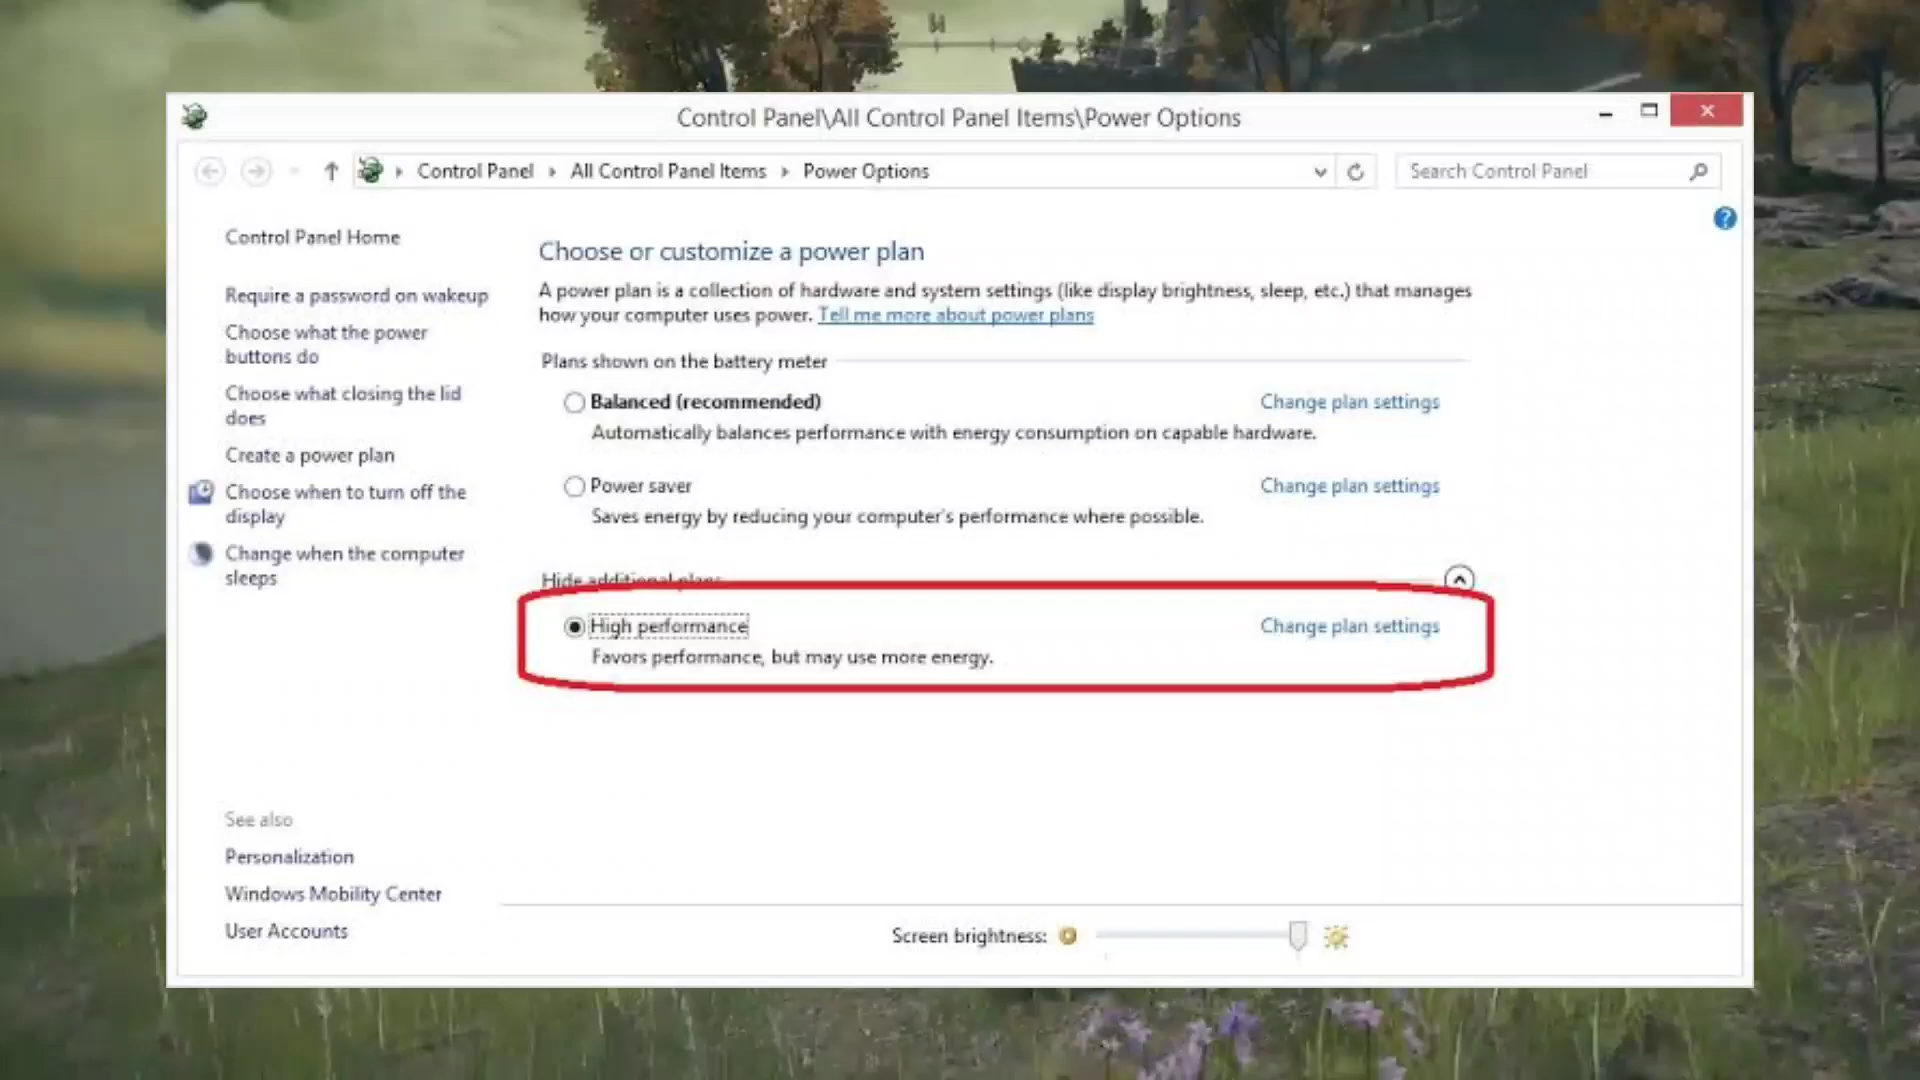 Control Panel\All Control Panel Items\Power Options
Control Panel
All Control Panel Items
Power Options
Search Control Panel
?
Control Panel Home
Require a password on wakeup
Choose what the power
buttons do
Choose what closing the lid
does
Create a power plan
Choose when to turn off the
display
Change when the computer
sleeps
See also
Personalization
Windows Mobility Center
User Accounts
Choose or customize a power plan
A power plan is a collection of hardware and system settings (like display brightness, sleep, etc.) that manages
how your computer uses power. Tell me more about power plans
Plans shown on the battery meter
Balanced (recommended) Change plan settings
Automatically balances performance with energy consumption on capable hardware.
Power saver Change plan settings
Saves energy by reducing your computer's performance where possible.
Hide additional plans
High performance Change plan settings
Favors performance, but may use more energy.
Screen brightness: